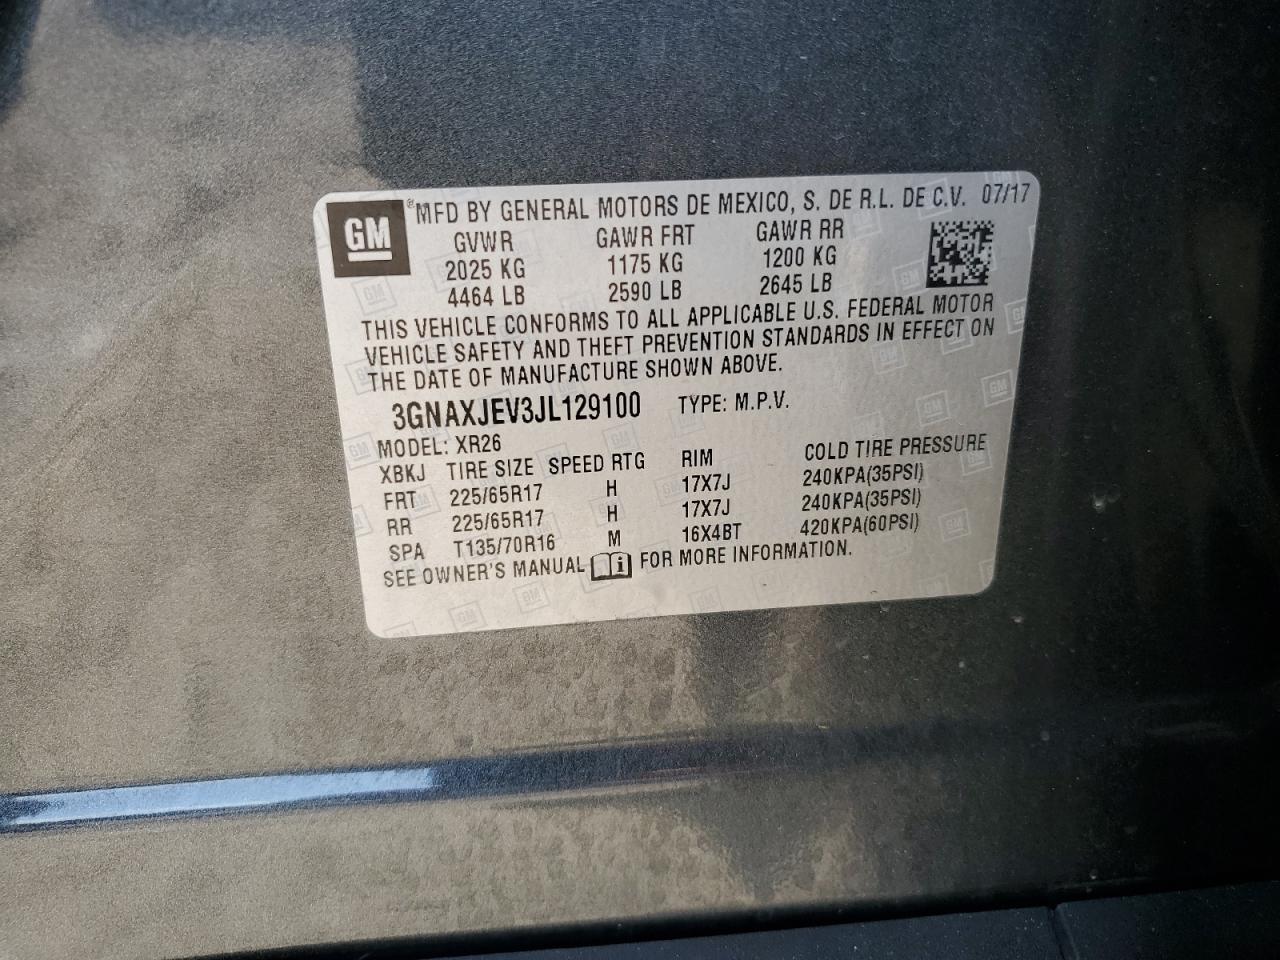 GM ® MFD BY GENERAL MOTORS DE MEXICO, S. DE R.L. DE C.V. 07/17
GVWR GAWR FRT GAWR RR
2025 KG 1175 KG 1200 KG
4464 LB 2590 LB 2645 LB
THIS VEHICLE CONFORMS TO ALL APPLICABLE U.S. FEDERAL MOTOR
VEHICLE SAFETY AND THEFT PREVENTION STANDARDS IN EFFECT ON
THE DATE OF MANUFACTURE SHOWN ABOVE.
3GNAXJEV3JL129100 TYPE: M.P.V.
MODEL: XR26
XBKJ TIRE SIZE SPEED RTG RIM COLD TIRE PRESSURE
FRT 225/65R17 H 17X7J 240KPA(35PSI)
RR 225/65R17 H 17X7J 240KPA(35PSI)
SPA T135/70R16 M 16X4BT 420KPA(60PSI)
SEE OWNER'S MANUAL i FOR MORE INFORMATION.